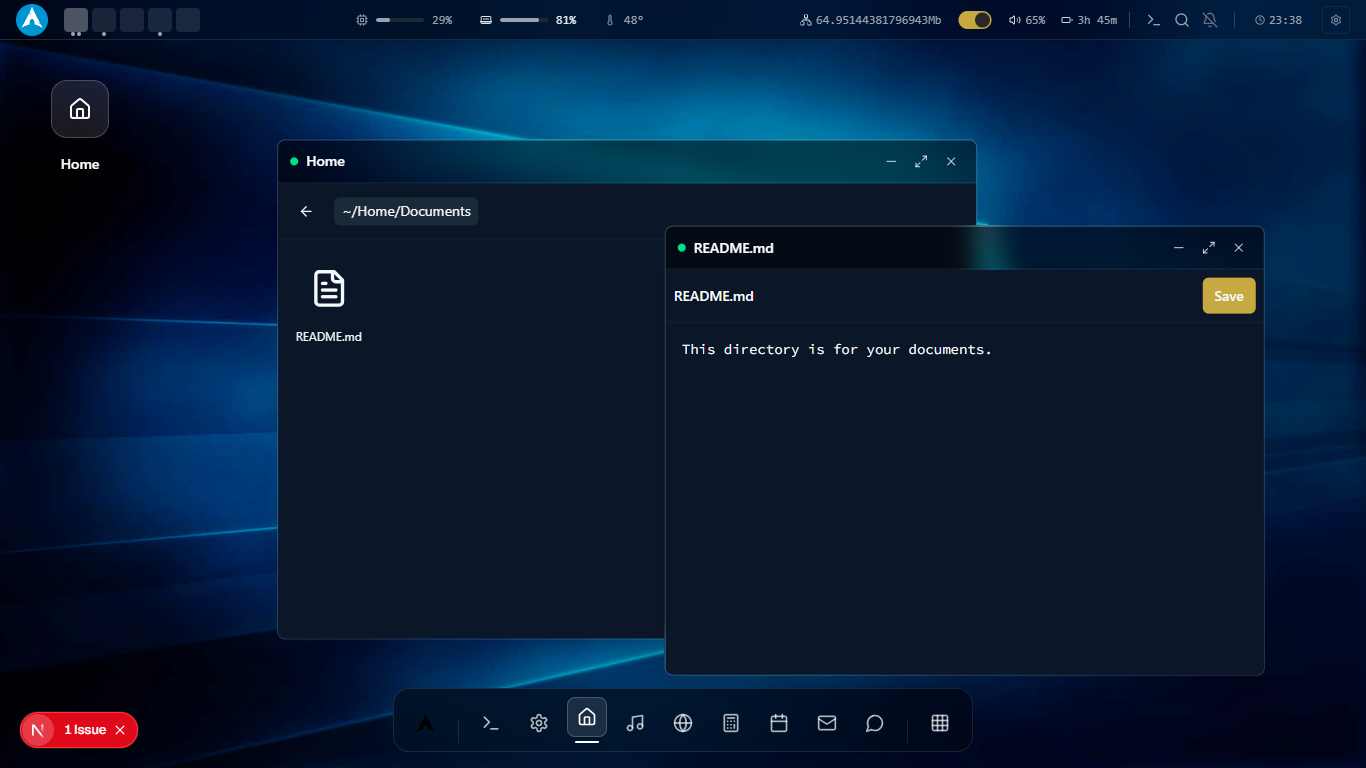 29%
81%
48°
64.95144381796943Mb
65%
3h 45m
23:38
Home
Home
~/Home/Documents
README.md
README.md
README.md
Save
This directory is for your documents.
N
1 Issue